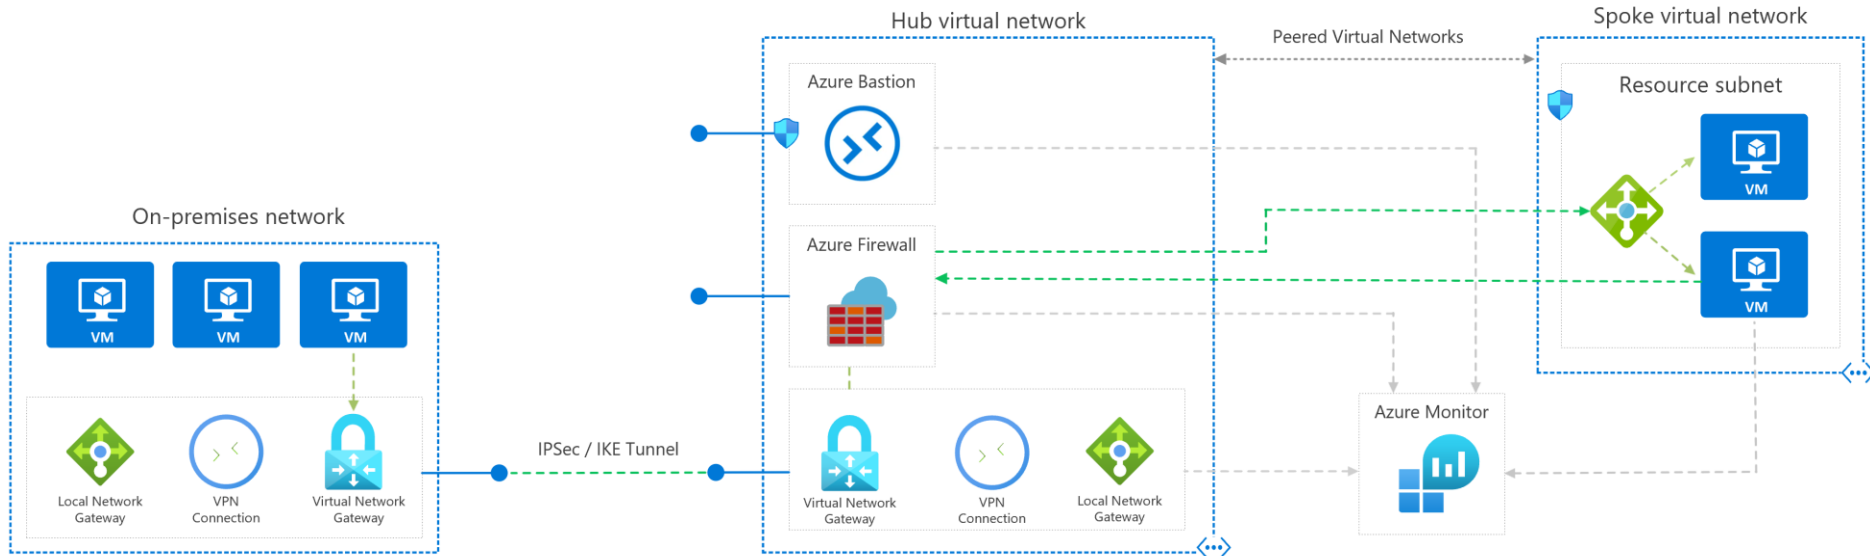 Hub virtual network
Spoke virtual network
Peered Virtual Networks
Azure Bastion
Resource subnet
VM
On-premises network
Azure Firewall
VM
VM
VM
VM
Azure Monitor
IPSec / IKE Tunnel
Local Network
Gateway
VPN
Connection
Virtual Network
Gateway
Virtual Network
Gateway
VPN
Connection
Local Network
Gateway